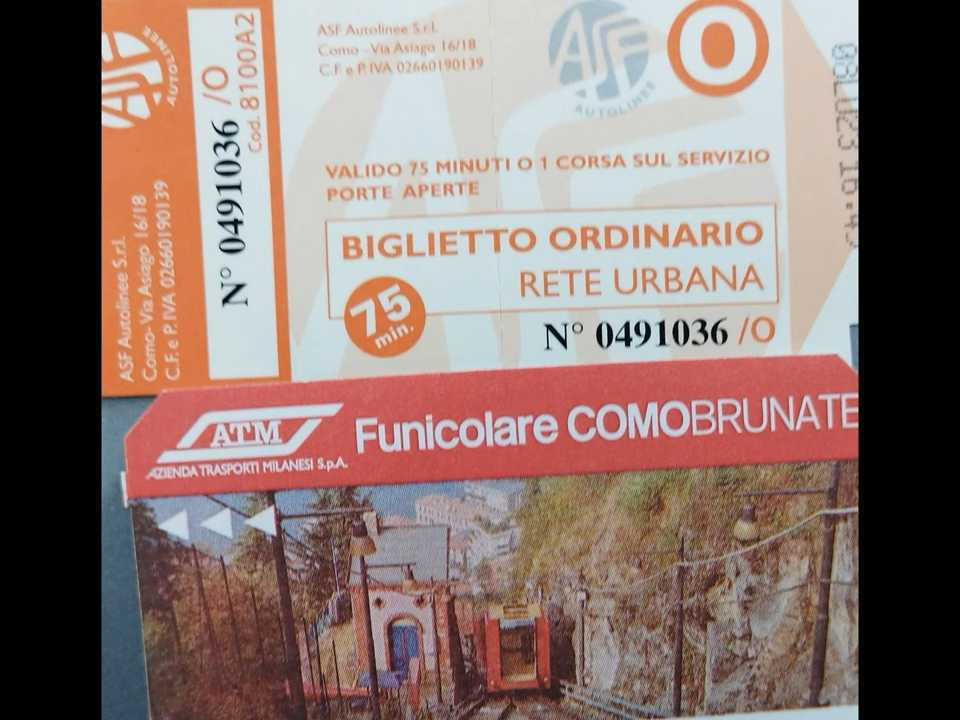 ASF
AUTOLINEE
ASF Autolinee S.r.l.
Como - Via Asiago 16/18
C.F. e P.IVA 02660190139
N° 0491036 /O
Cod. 8100A2
ASF Autolinee S.r.l.
Como - Via Asiago 16/18
C.F. e P.IVA 02660190139
ASF
AUTOLINEE
O
VALIDO 75 MINUTI O 1 CORSA SUL SERVIZIO
PORTE APERTE
BIGLIETTO ORDINARIO
RETE URBANA
75
min.
N° 0491036 /O
ATM
AZIENDA TRASPORTI MILANESI S.p.A.
Funicolare COMOBRUNATE